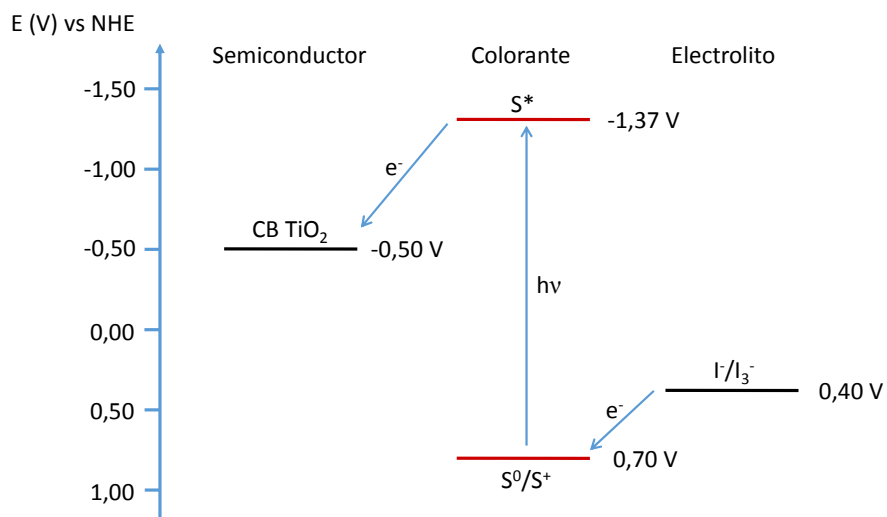 E (V) vs NHE
Semiconductor Colorante Electrolito
-1,50
S*
-1,37 V
-1,00
e⁻
CB TiO₂
-0,50
-0,50 V
hν
0,00
I⁻/I₃⁻
0,40 V
0,50
e⁻
0,70 V
S⁰/S⁺
1,00